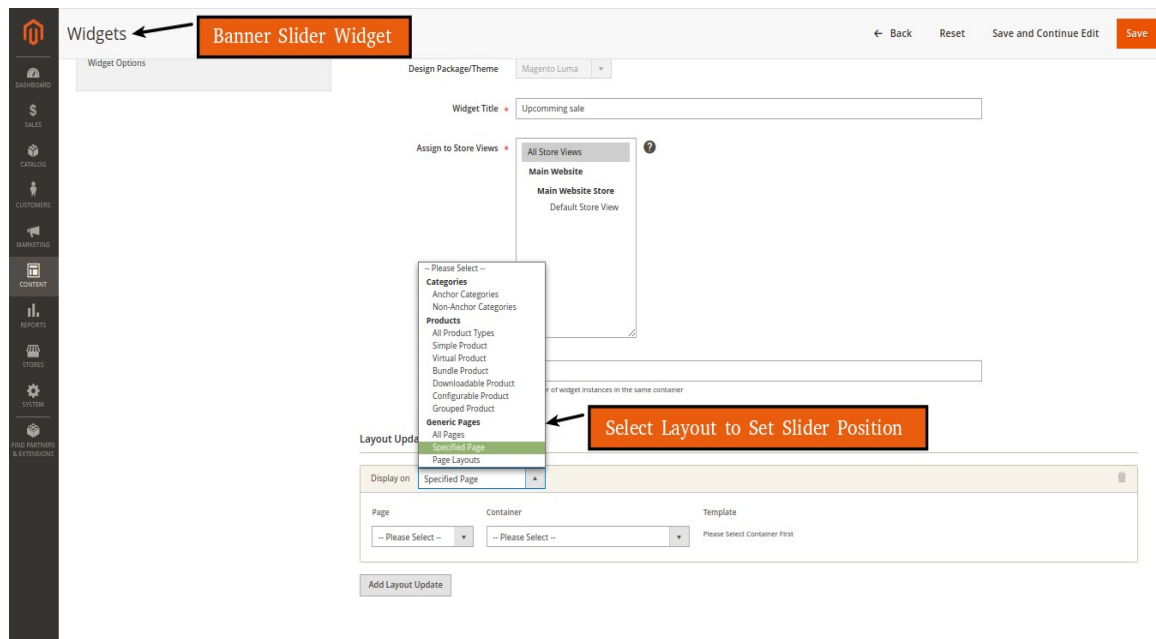 Widgets
Banner Slider Widget
← Back Reset Save and Continue Edit Save
DASHBOARD
SALES
CATALOG
CUSTOMERS
MARKETING
CONTENT
REPORTS
STORES
SYSTEM
FIND PARTNERS
& EXTENSIONS
Widget Options
Design Package/Theme Magento Luma
Widget Title * Upcomming sale
Assign to Store Views * All Store Views
Main Website
Main Website Store
Default Store View
-- Please Select --
Categories
Anchor Categories
Non-Anchor Categories
Products
All Product Types
Simple Product
Virtual Product
Bundle Product
Downloadable Product
Configurable Product
Grouped Product
Generic Pages
All Pages
Specified Page
Page Layouts
of widget instances in the same container
Select Layout to Set Slider Position
Layout
Display on Specified Page
Page Container Template
-- Please Select -- -- Please Select -- Please Select Container First
Add Layout Update